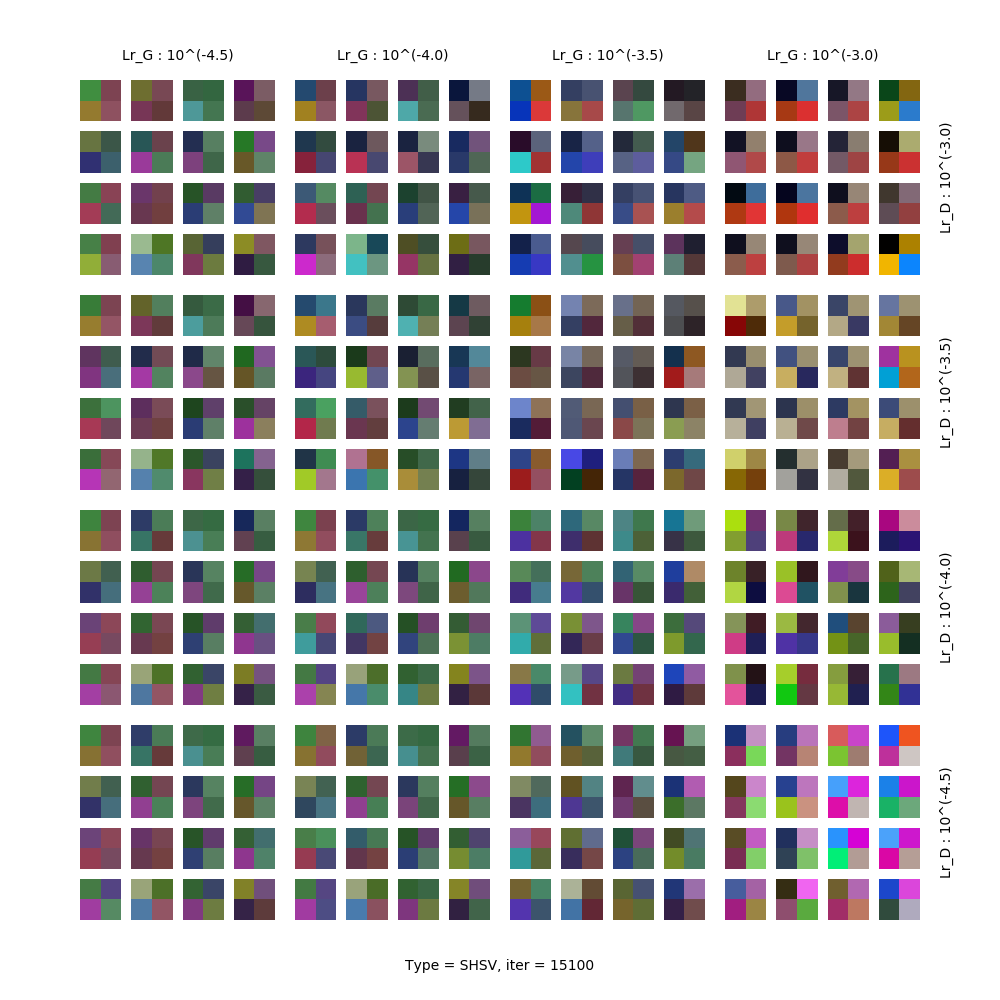 Lr_G : 10^(-4.5)
Lr_G : 10^(-4.0)
Lr_G : 10^(-3.5)
Lr_G : 10^(-3.0)
Lr_D : 10^(-3.0)
Lr_D : 10^(-3.5)
Lr_D : 10^(-4.0)
Lr_D : 10^(-4.5)
Type = SHSV, iter = 15100